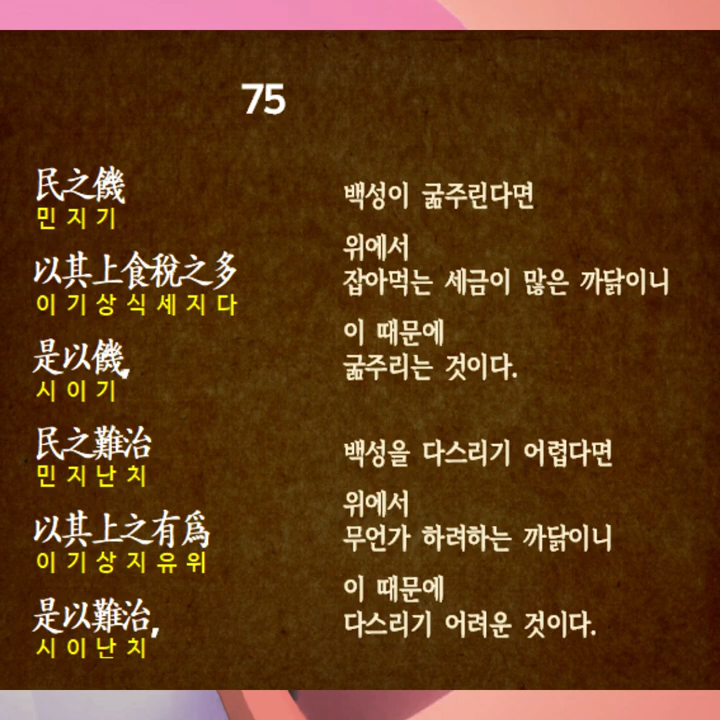 75
民之饑
민지기
以其上食稅之多
이기상식세지다
是以饑,
시이기
民之難治
민지난치
以其上之有爲
이기상지유위
是以難治,
시이난치
백성이 굶주린다면
위에서
잡아먹는 세금이 많은 까닭이니
이 때문에
굶주리는 것이다.
백성을 다스리기 어렵다면
위에서
무언가 하려하는 까닭이니
이 때문에
다스리기 어려운 것이다.